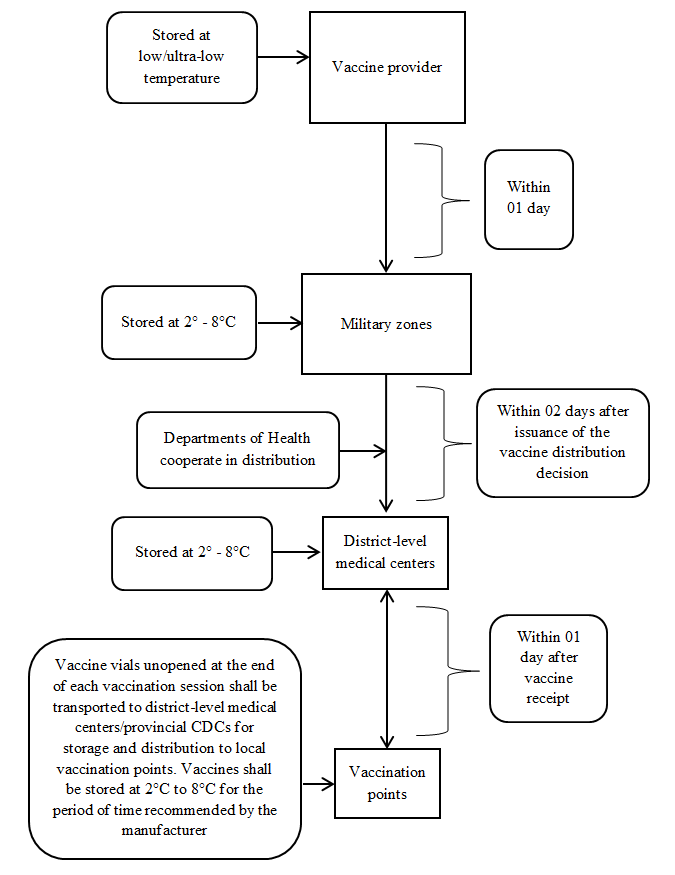 Stored at
low/ultra-low
temperature
Vaccine provider
Within
01 day
Stored at 2° - 8°C
Military zones
Departments of Health
cooperate in distribution
Within 02 days after
issuance of the
vaccine distribution
decision
Stored at 2° - 8°C
District-level
medical centers
Within 01
day after
vaccine
receipt
Vaccine vials unopened at the end
of each vaccination session shall be
transported to district-level medical
centers/provincial CDCs for
storage and distribution to local
vaccination points. Vaccines shall
be stored at 2°C to 8°C for the
period of time recommended by the
manufacturer
Vaccination
points